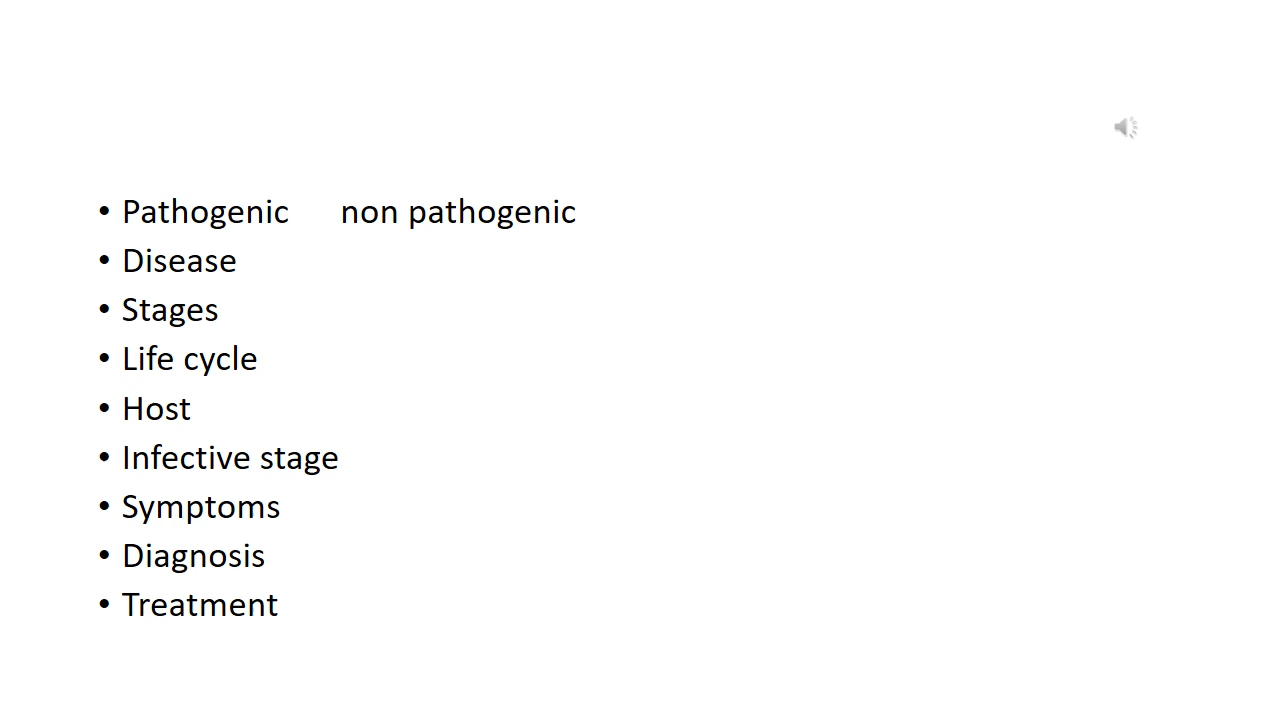 • Pathogenic non pathogenic
• Disease
• Stages
• Life cycle
• Host
• Infective stage
• Symptoms
• Diagnosis
• Treatment